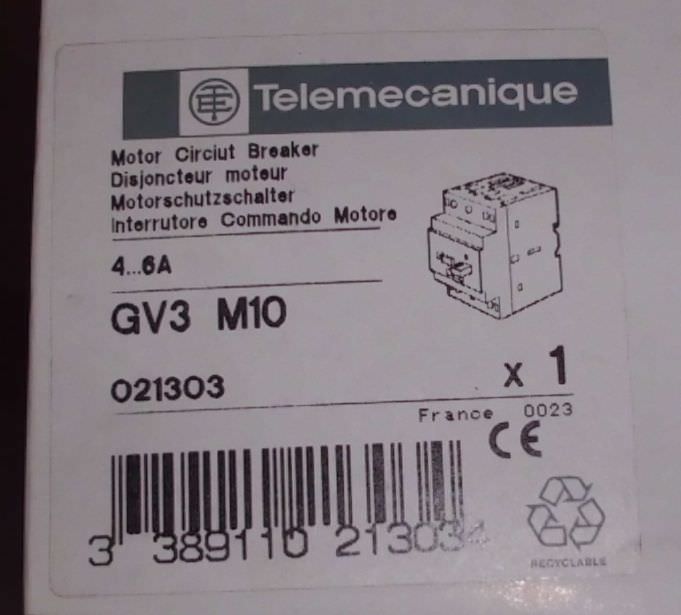 Telemecanique
Motor Circiut Breaker
Disjoncteur moteur
Motorschutzschalter
Interrutore Commando Motore
4...6A
GV3 M10
021303
x 1
France 0023
CE
3 389110 213034
RECYCLABLE